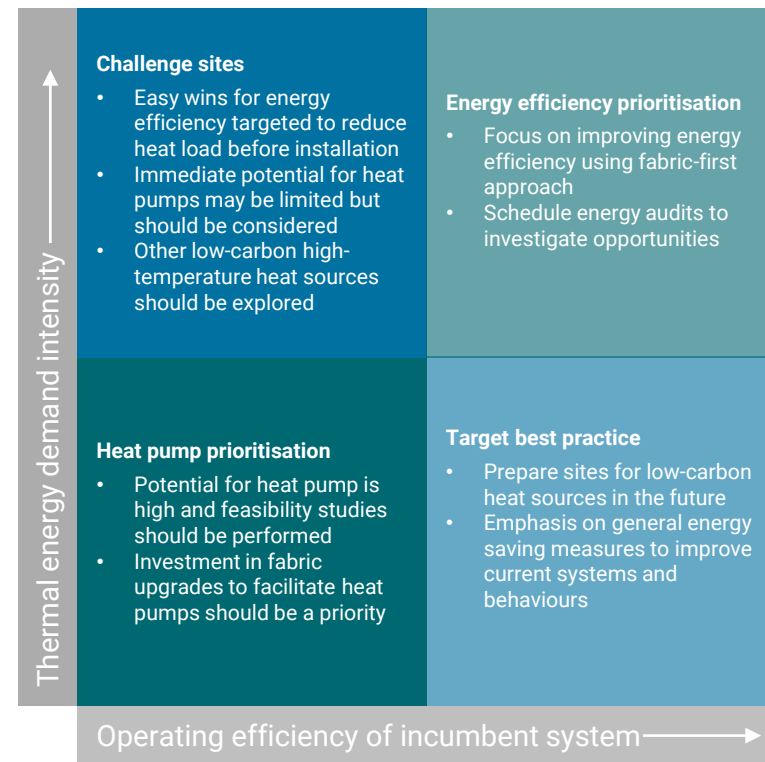 Challenge sites
• Easy wins for energy
efficiency targeted to reduce
heat load before installation
• Immediate potential for heat
pumps may be limited but
should be considered
• Other low-carbon high-
temperature heat sources
should be explored
Energy efficiency prioritisation
• Focus on improving energy
efficiency using fabric-first
approach
• Schedule energy audits to
investigate opportunities
Heat pump prioritisation
• Potential for heat pump is
high and feasibility studies
should be performed
• Investment in fabric
upgrades to facilitate heat
pumps should be a priority
Target best practice
• Prepare sites for low-carbon
heat sources in the future
• Emphasis on general energy
saving measures to improve
current systems and
behaviours
Thermal energy demand intensity
Operating efficiency of incumbent system